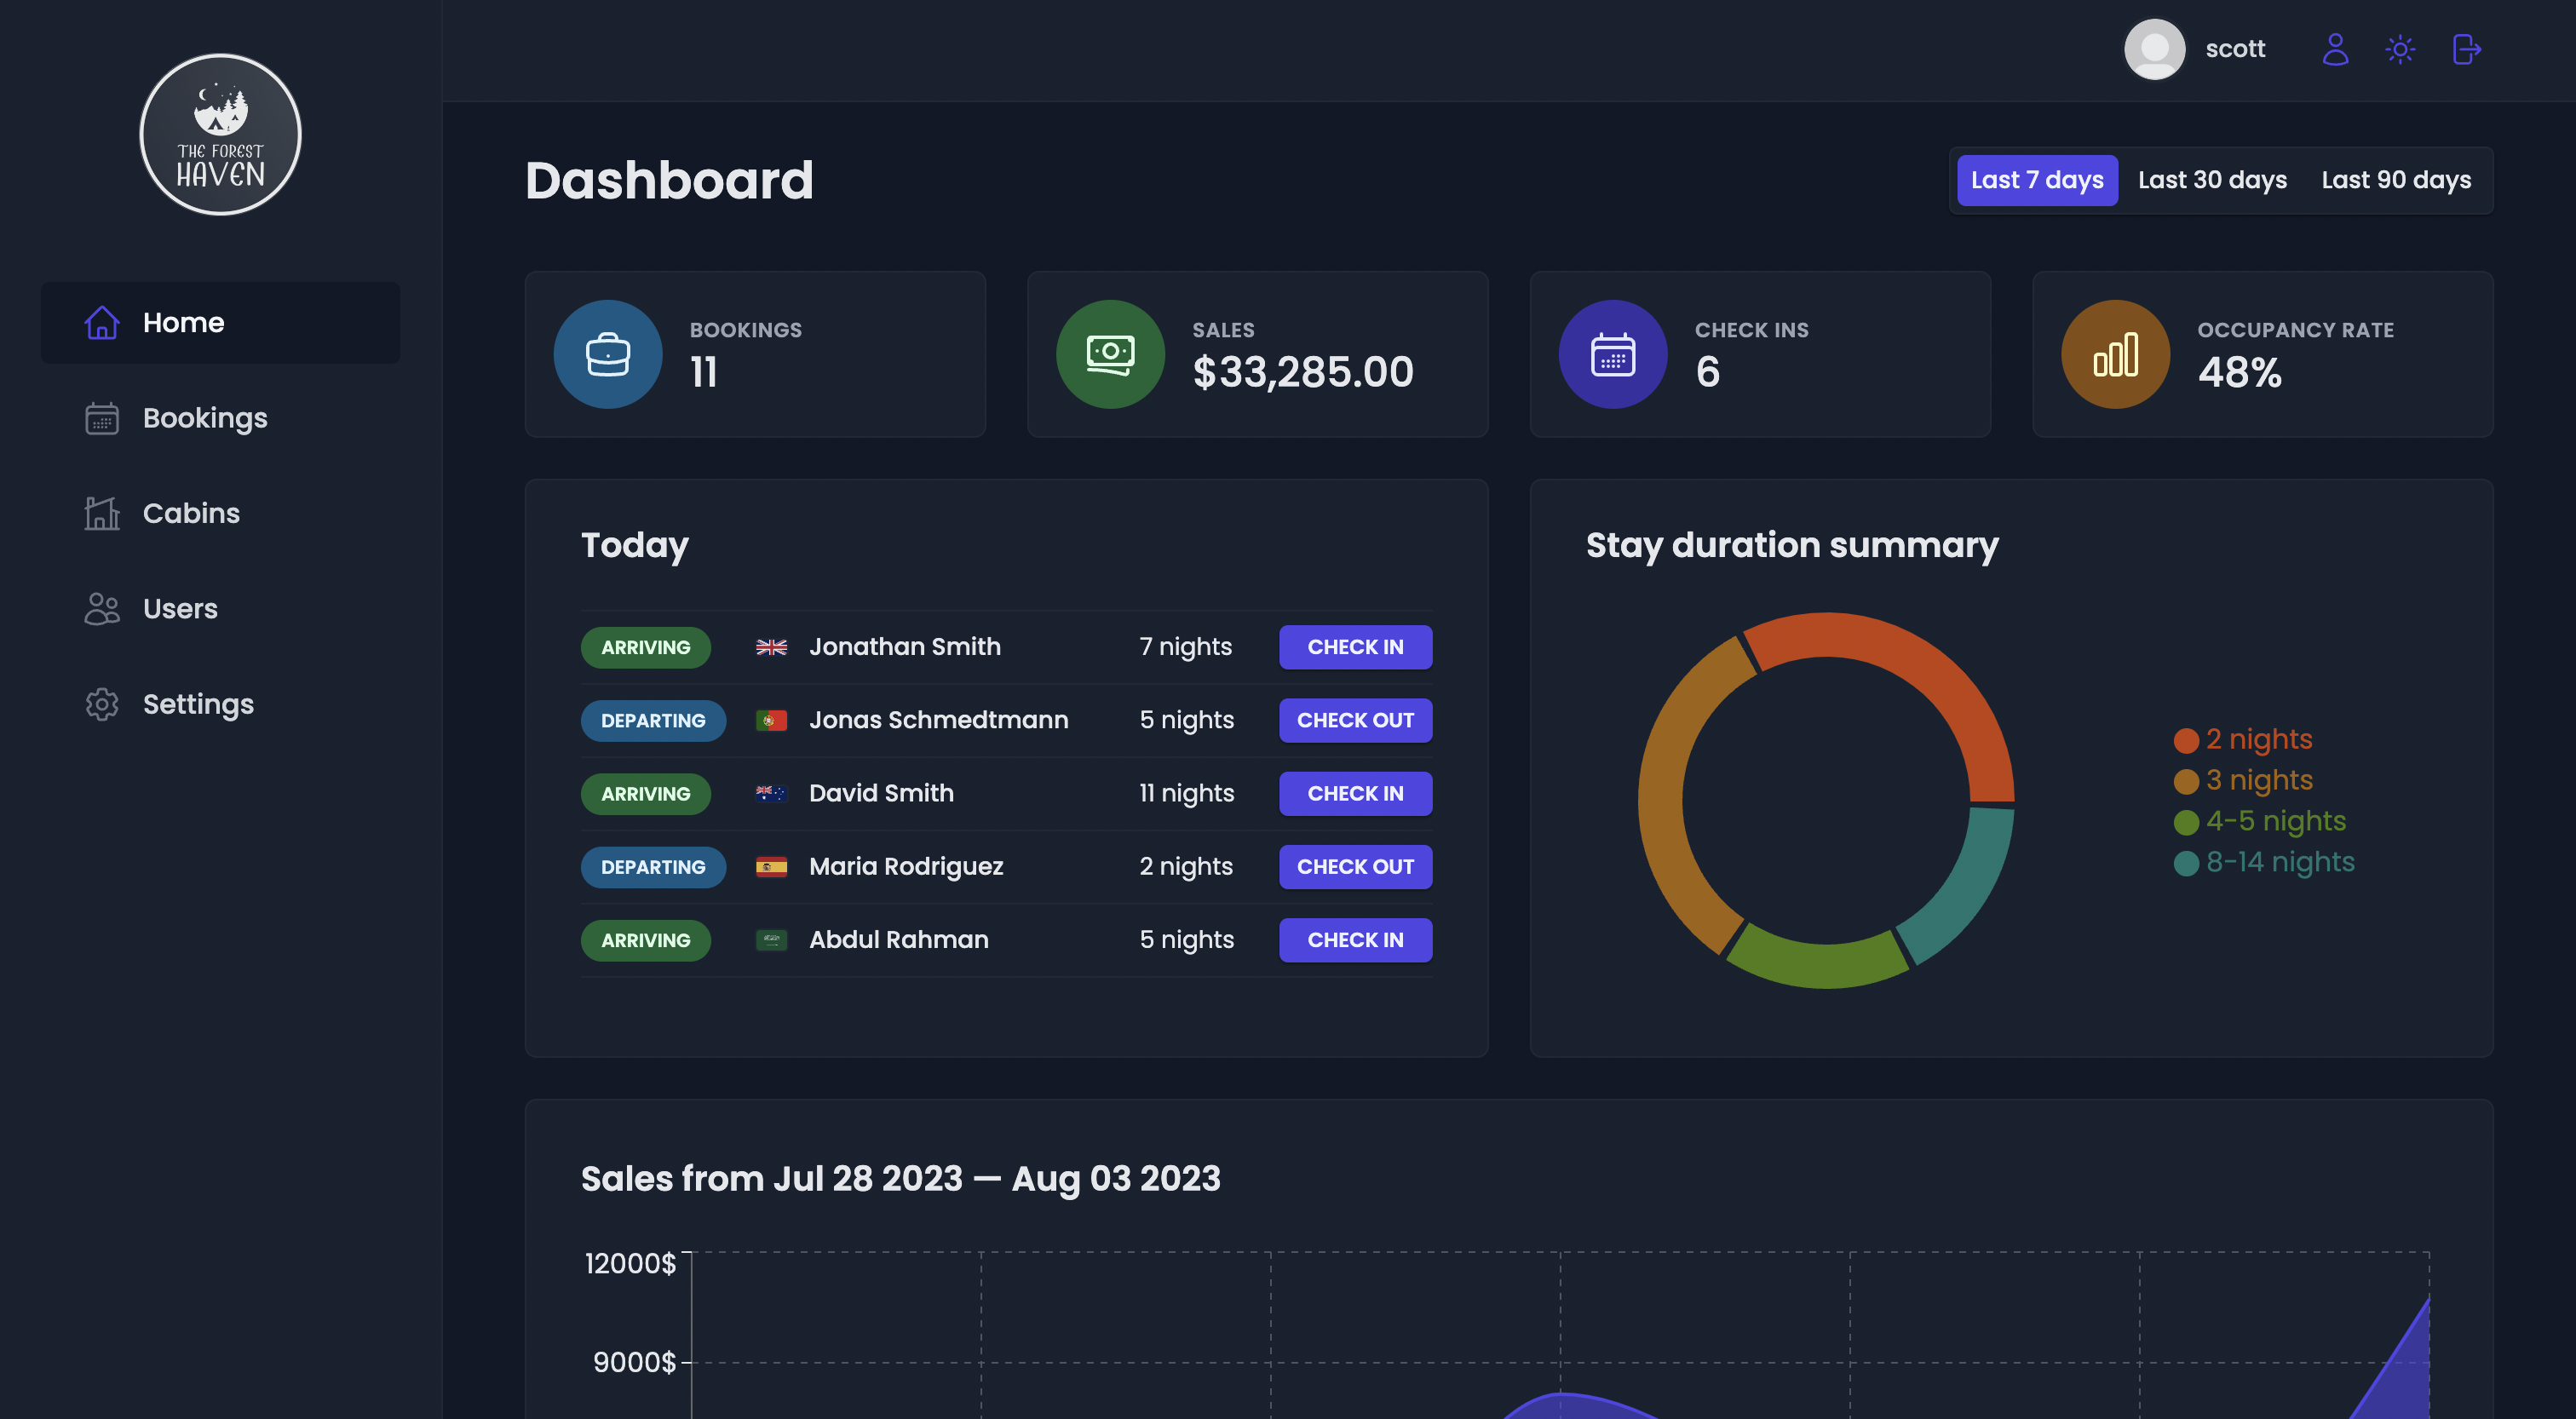 THE FOREST
HAVEN
Home
Bookings
Cabins
Users
Settings
scott
Dashboard
Last 7 days Last 30 days Last 90 days
BOOKINGS
11
SALES
$33,285.00
CHECK INS
6
OCCUPANCY RATE
48%
Today
ARRIVING Jonathan Smith 7 nights CHECK IN
DEPARTING Jonas Schmedtmann 5 nights CHECK OUT
ARRIVING David Smith 11 nights CHECK IN
DEPARTING Maria Rodriguez 2 nights CHECK OUT
ARRIVING Abdul Rahman 5 nights CHECK IN
Stay duration summary
2 nights
3 nights
4-5 nights
8-14 nights
Sales from Jul 28 2023 — Aug 03 2023
12000$
9000$